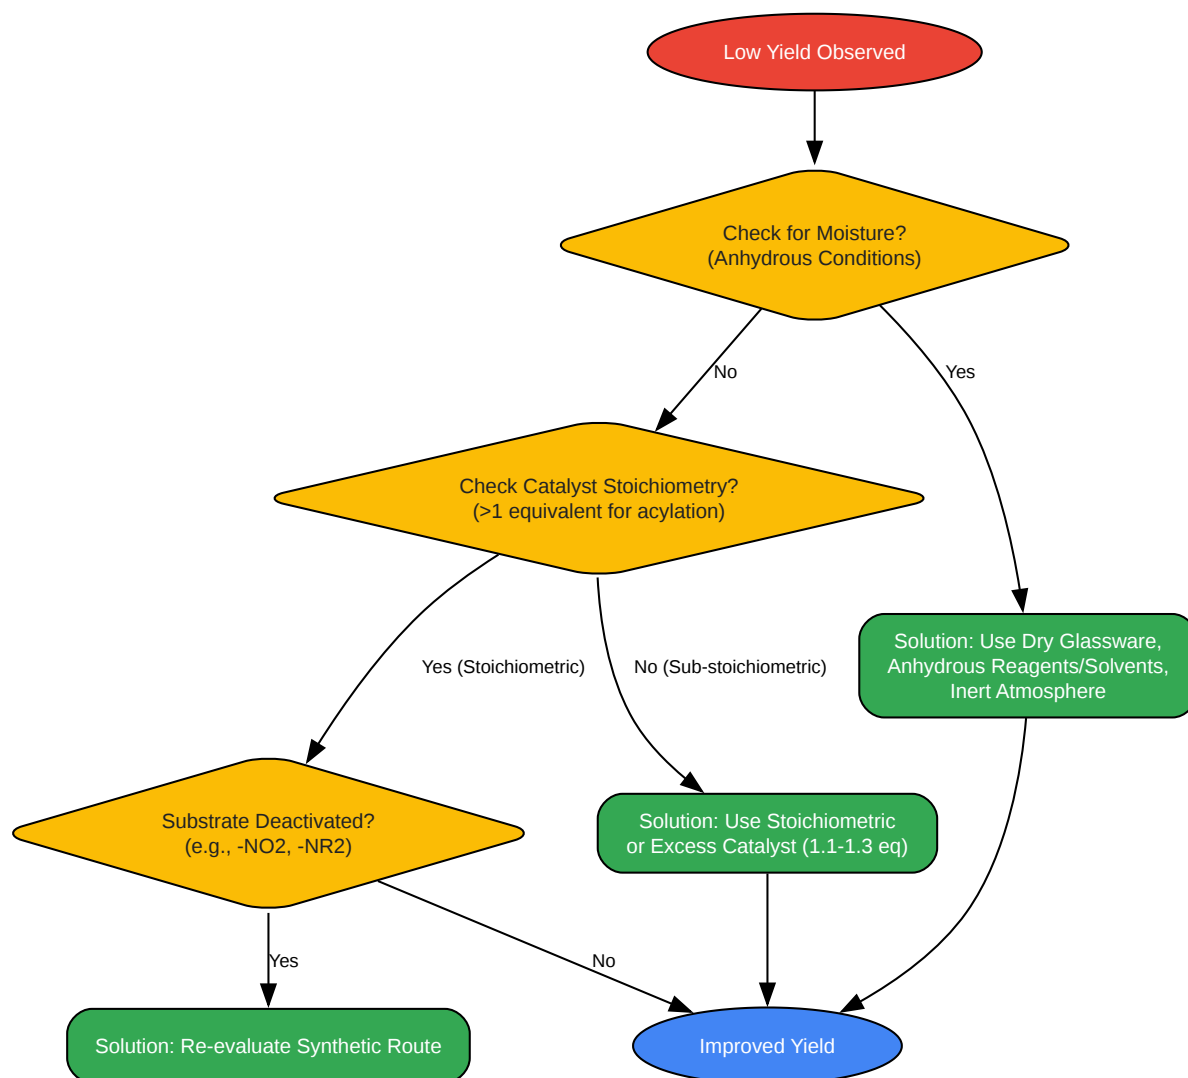 Low Yield Observed
Check for Moisture?
(Anhydrous Conditions)
No
Yes
Check Catalyst Stoichiometry?
(>1 equivalent for acylation)
Yes (Stoichiometric)
No (Sub-stoichiometric)
Solution: Use Dry Glassware,
Anhydrous Reagents/Solvents,
Inert Atmosphere
Substrate Deactivated?
(e.g., -NO2, -NR2)
Solution: Use Stoichiometric
or Excess Catalyst (1.1-1.3 eq)
Yes
No
Solution: Re-evaluate Synthetic Route
Improved Yield